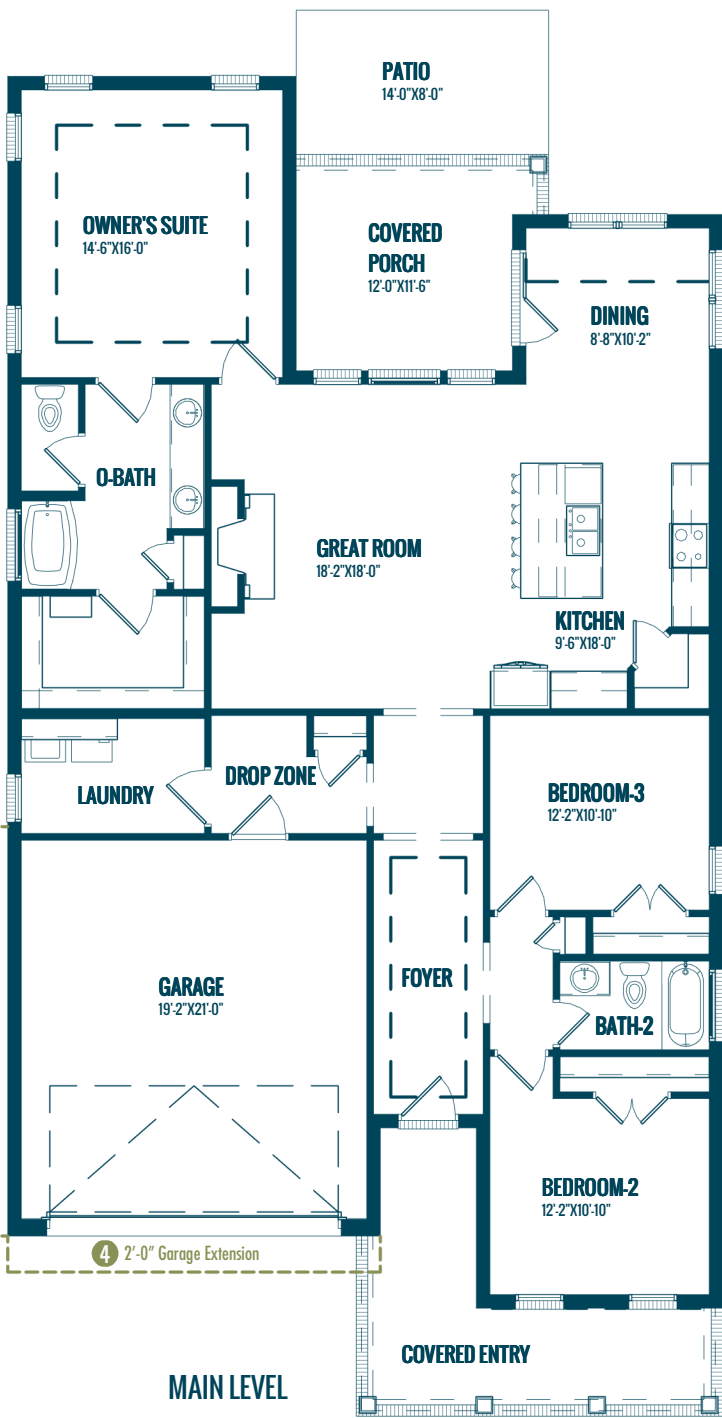 PATIO
14'-0"X8'-0"
OWNER'S SUITE
14'-6"X16'-0"
COVERED
PORCH
12'-0"X11'-6"
DINING
8'-8"X10'-2"
O-BATH
GREAT ROOM
18'-2"X18'-0"
KITCHEN
9'-6"X18'-0"
LAUNDRY
DROP ZONE
BEDROOM-3
12'-2"X10'-10"
GARAGE
19'-2"X21'-0"
FOYER
BATH-2
BEDROOM-2
12'-2"X10'-10"
4 2'-0" Garage Extension
COVERED ENTRY
MAIN LEVEL